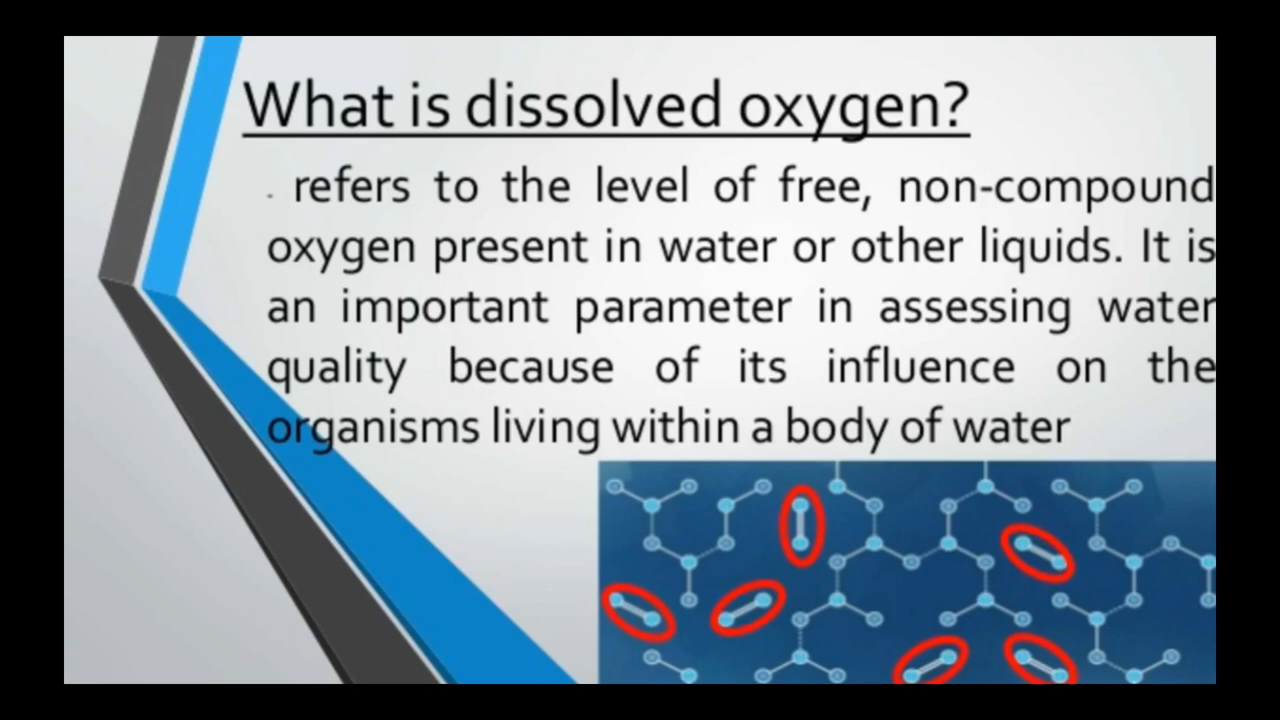 What is dissolved oxygen?
- refers to the level of free, non-compound
oxygen present in water or other liquids. It is
an important parameter in assessing water
quality because of its influence on the
organisms living within a body of water